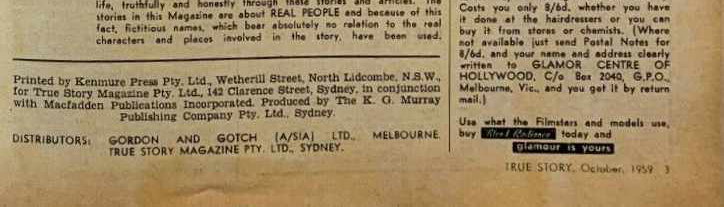 life, truthfully and honestly through these stories and articles. The
stories in this Magazine are about REAL PEOPLE and because of this
fact, fictitious names, which bear absolutely no relation to the real
characters and places involved in the story, have been used.
Printed by Kenmure Press Pty. Ltd., Wetherill Street, North Lidcombe, N.S.W.,
for True Story Magazine Pty. Ltd., 142 Clarence Street, Sydney, in conjunction
with Macfadden Publications Incorporated. Produced by The K. G. Murray
Publishing Company Pty. Ltd., Sydney.
DISTRIBUTORS: GORDON AND GOTCH (A/SIA) LTD., MELBOURNE.
TRUE STORY MAGAZINE PTY. LTD., SYDNEY.
Costs you only 8/6d. whether you have
it done at the hairdressers or you can
buy it from stores or chemists. (Where
not available just send Postal Notes for
8/6d. and your name and address clearly
written to GLAMOR CENTRE OF
HOLLYWOOD, C/o Box 2040, G.P.O.,
Melbourne, Vic., and you get it by return
mail.)
Use what the Filmstars and models use,
buy today and
glamour is yours
TRUE STORY, October, 1959 3